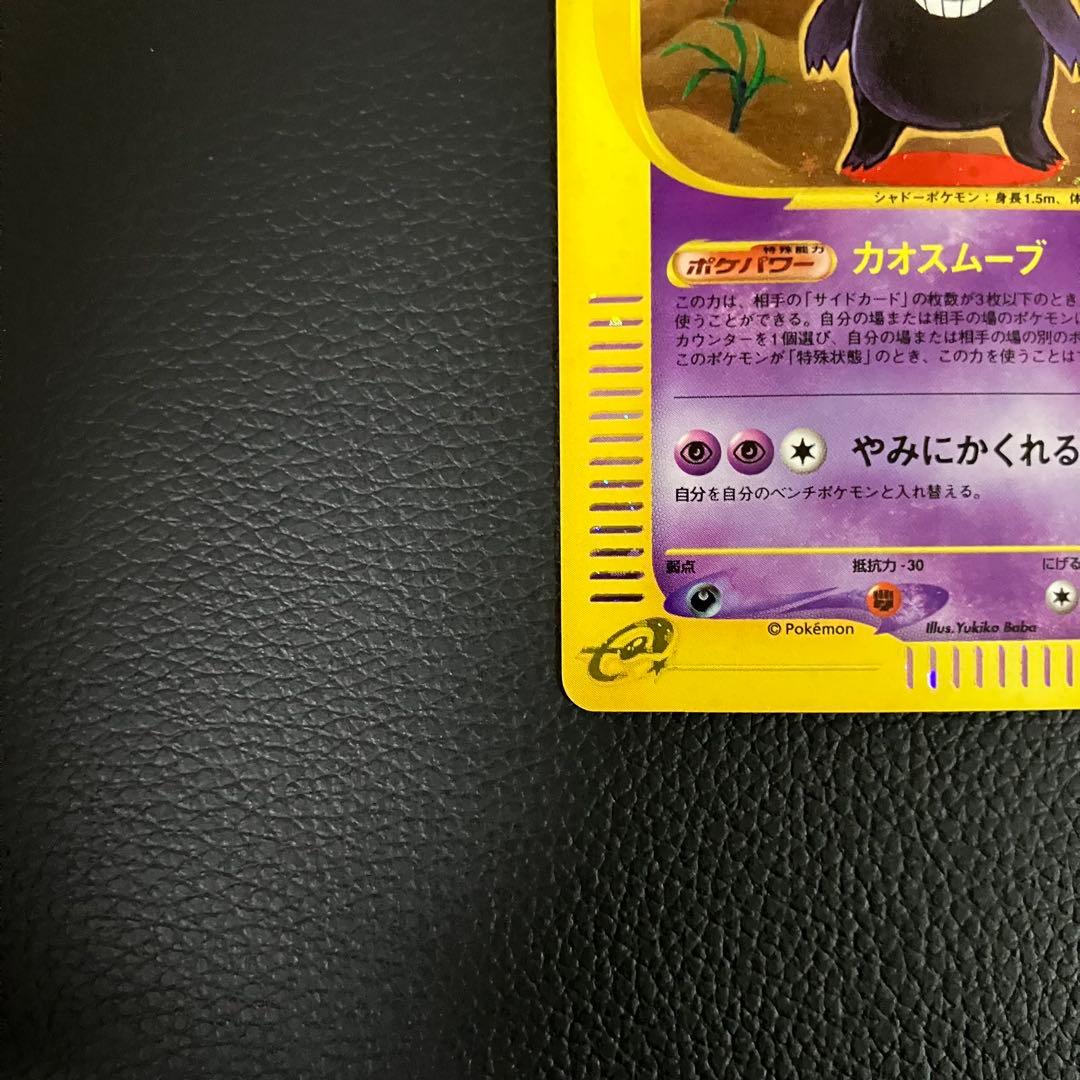 シャドーポケモン：身長1.5m、体
特殊能力
ポケパワー カオスムーブ
この力は、相手の「サイドカード」の枚数が3枚以下のとき
使うことができる。自分の場または相手の場のポケモンに
カウンターを1個選び、自分の場または相手の場の別のポ
このポケモンが「特殊状態」のとき、この力を使うことは
やみにかくれる
自分を自分のベンチポケモンと入れ替える。
弱点 抵抗力 -30 にげる
© Pokémon Illus. Yukiko Baba